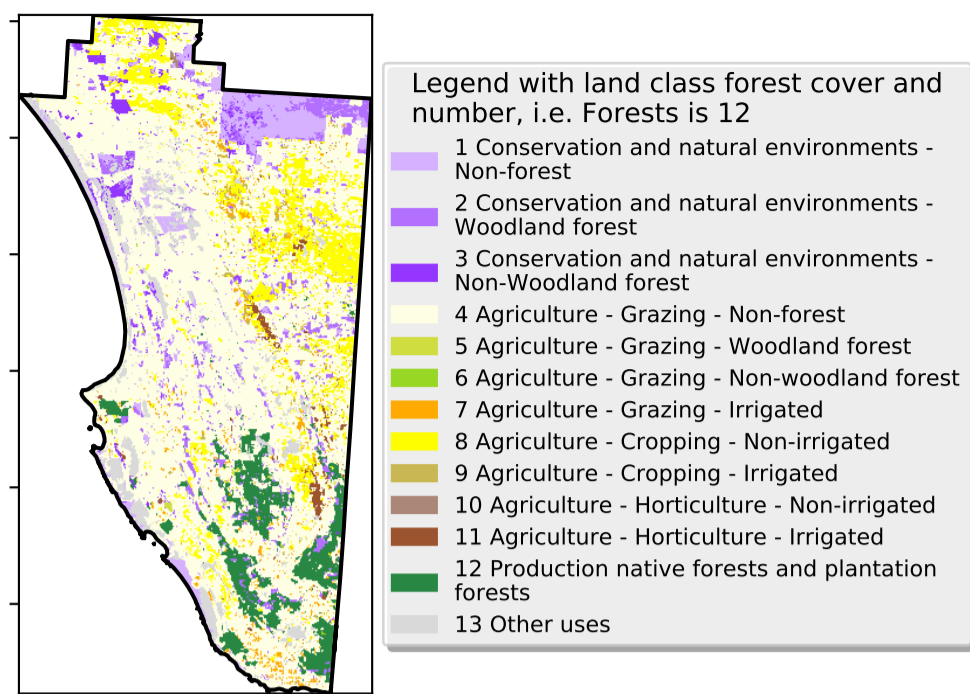 Legend with land class forest cover and
number, i.e. Forests is 12
1 Conservation and natural environments -
Non-forest
2 Conservation and natural environments -
Woodland forest
3 Conservation and natural environments -
Non-Woodland forest
4 Agriculture - Grazing - Non-forest
5 Agriculture - Grazing - Woodland forest
6 Agriculture - Grazing - Non-woodland forest
7 Agriculture - Grazing - Irrigated
8 Agriculture - Cropping - Non-irrigated
9 Agriculture - Cropping - Irrigated
10 Agriculture - Horticulture - Non-irrigated
11 Agriculture - Horticulture - Irrigated
12 Production native forests and plantation
forests
13 Other uses